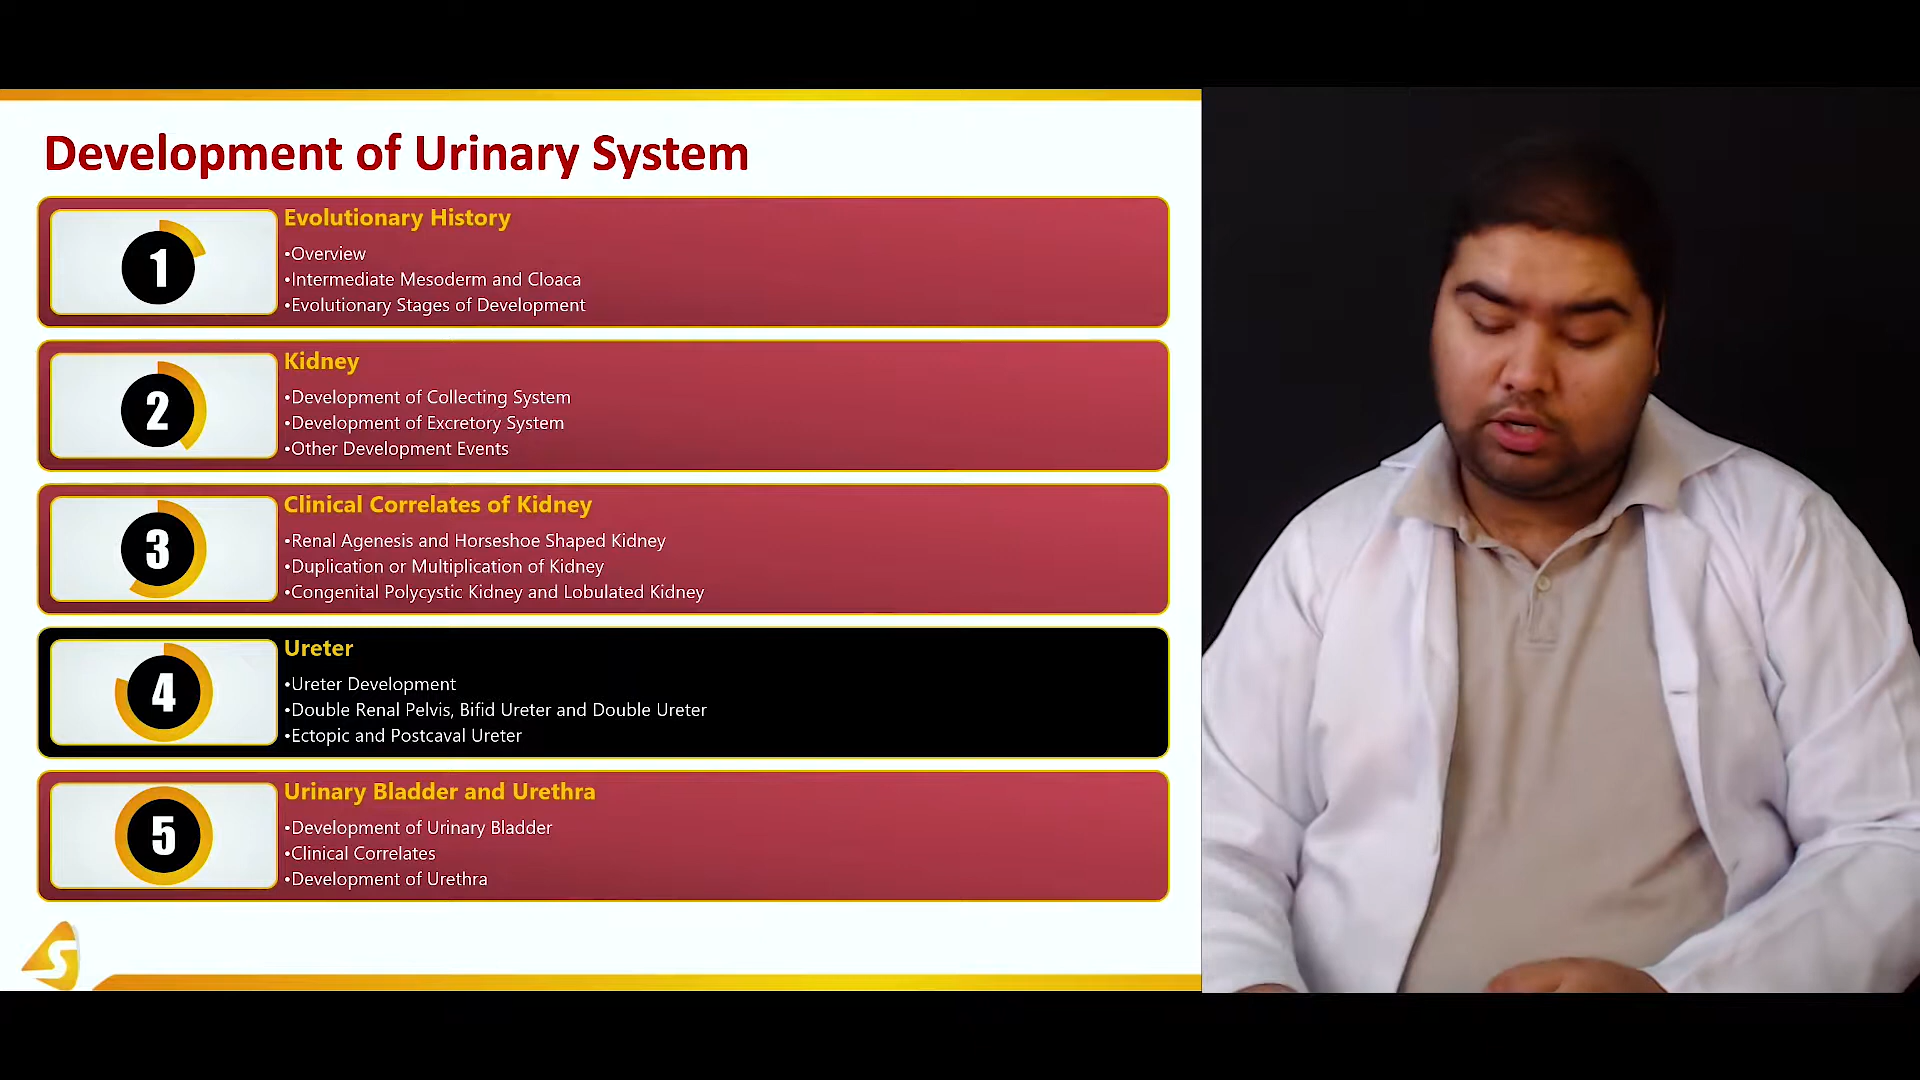 Development of Urinary System
1
Evolutionary History
•Overview
•Intermediate Mesoderm and Cloaca
•Evolutionary Stages of Development
2
Kidney
•Development of Collecting System
•Development of Excretory System
•Other Development Events
3
Clinical Correlates of Kidney
•Renal Agenesis and Horseshoe Shaped Kidney
•Duplication or Multiplication of Kidney
•Congenital Polycystic Kidney and Lobulated Kidney
4
Ureter
•Ureter Development
•Double Renal Pelvis, Bifid Ureter and Double Ureter
•Ectopic and Postcaval Ureter
5
Urinary Bladder and Urethra
•Development of Urinary Bladder
•Clinical Correlates
•Development of Urethra
S